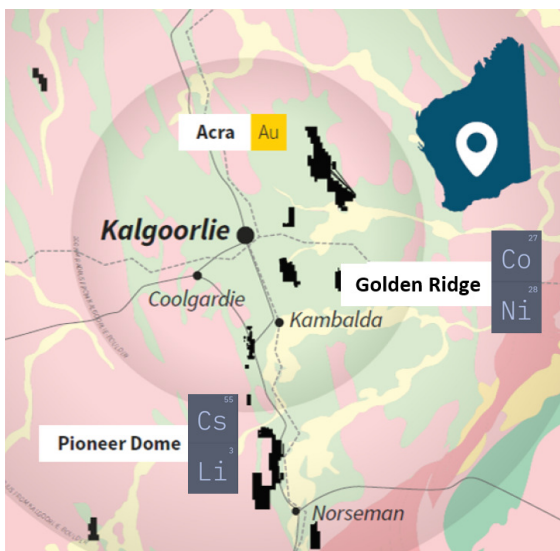 Acra Au
Kalgoorlie
27
Co
Golden Ridge
28
Ni
Coolgardie
Kambalda
55
Cs
Pioneer Dome
3
Li
Norseman